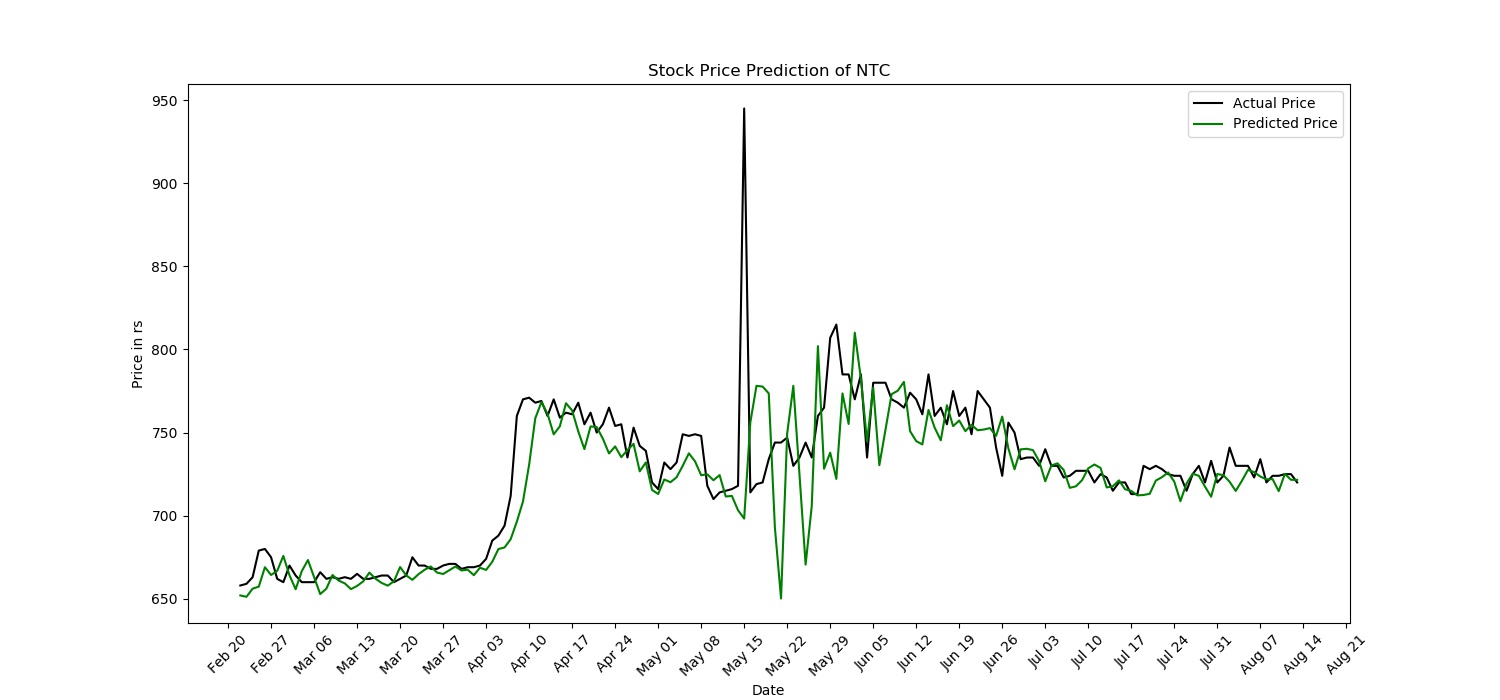 Stock Price Prediction of NTC
Actual Price
Predicted Price
Price in rs
950
900
850
800
750
700
650
Feb 20
Feb 27
Mar 06
Mar 13
Mar 20
Mar 27
Apr 03
Apr 10
Apr 17
Apr 24
May 01
May 08
May 15
May 22
May 29
Jun 05
Jun 12
Jun 19
Jun 26
Jul 03
Jul 10
Jul 17
Jul 24
Jul 31
Aug 07
Aug 14
Aug 21
Date